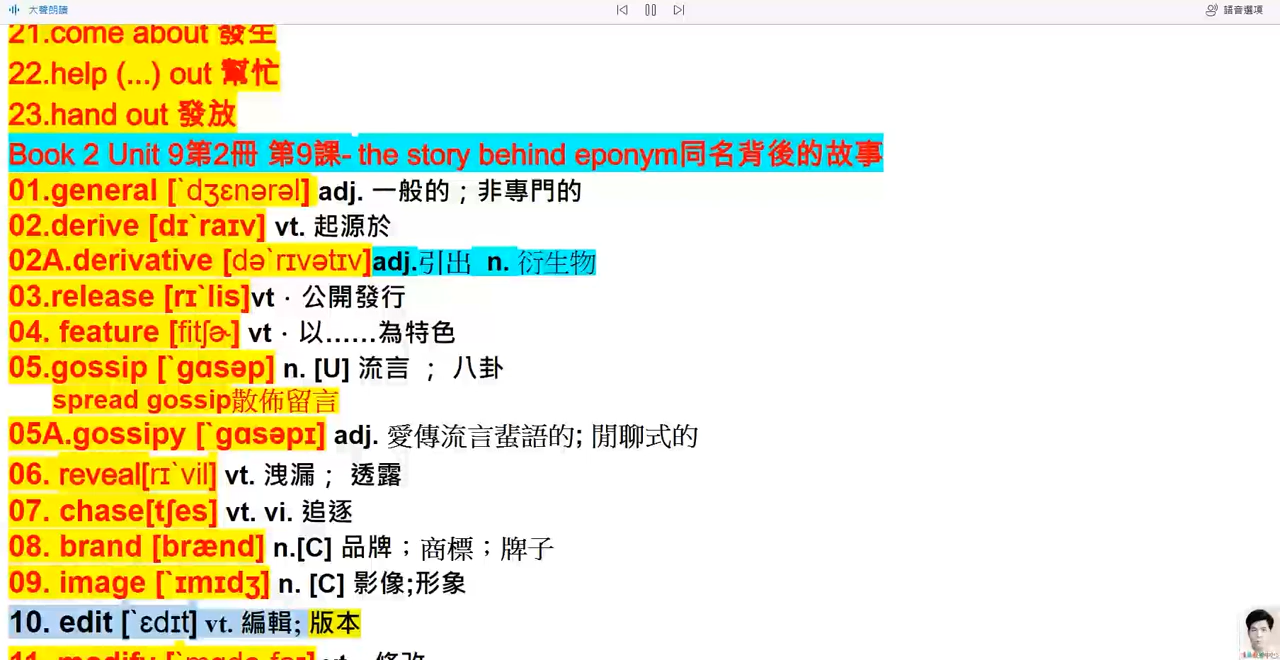 大聲朗讀
語音選項
21.come about 發生
22.help (...) out 幫忙
23.hand out 發放
Book 2 Unit 9第2冊 第9課- the story behind eponym同名背後的故事
01.general [ˋdʒɛnərəl] adj. 一般的；非專門的
02.derive [dɪˋraɪv] vt. 起源於
02A.derivative [dəˋrɪvətɪv]adj.引出 n. 衍生物
03.release [rɪˋlis]vt．公開發行
04. feature [fitʃɚ] vt．以……為特色
05.gossip [ˋgɑsəp] n. [U] 流言 ； 八卦
spread gossip散佈留言
05A.gossipy [ˋgɑsəpɪ] adj. 愛傳流言蜚語的; 閒聊式的
06. reveal[rɪˋvil] vt. 洩漏； 透露
07. chase[tʃes] vt. vi. 追逐
08. brand [brænd] n.[C] 品牌；商標；牌子
09. image [ˋɪmɪdʒ] n. [C] 影像;形象
10. edit [ˋɛdɪt] vt. 編輯; 版本
11. modify [ˋmɑdəˌfaɪ] vt．修改